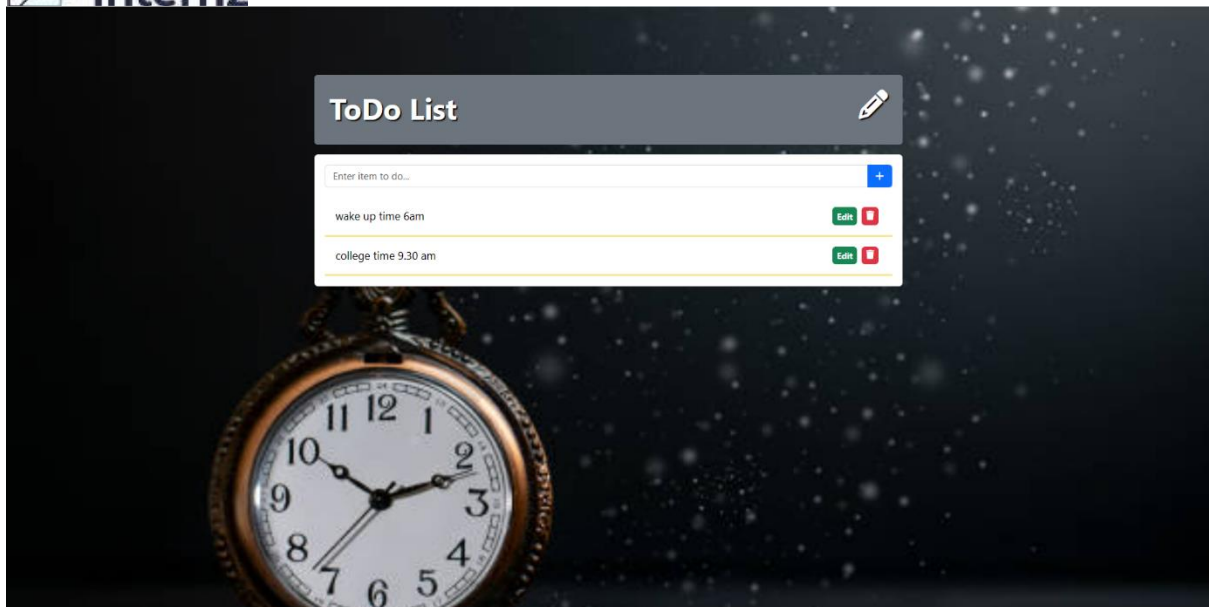 ToDo List
Enter item to do...
+
wake up time 6am
Edit
college time 9.30 am
Edit
12
11 1
10 2
9 3
8 4
7 6 5